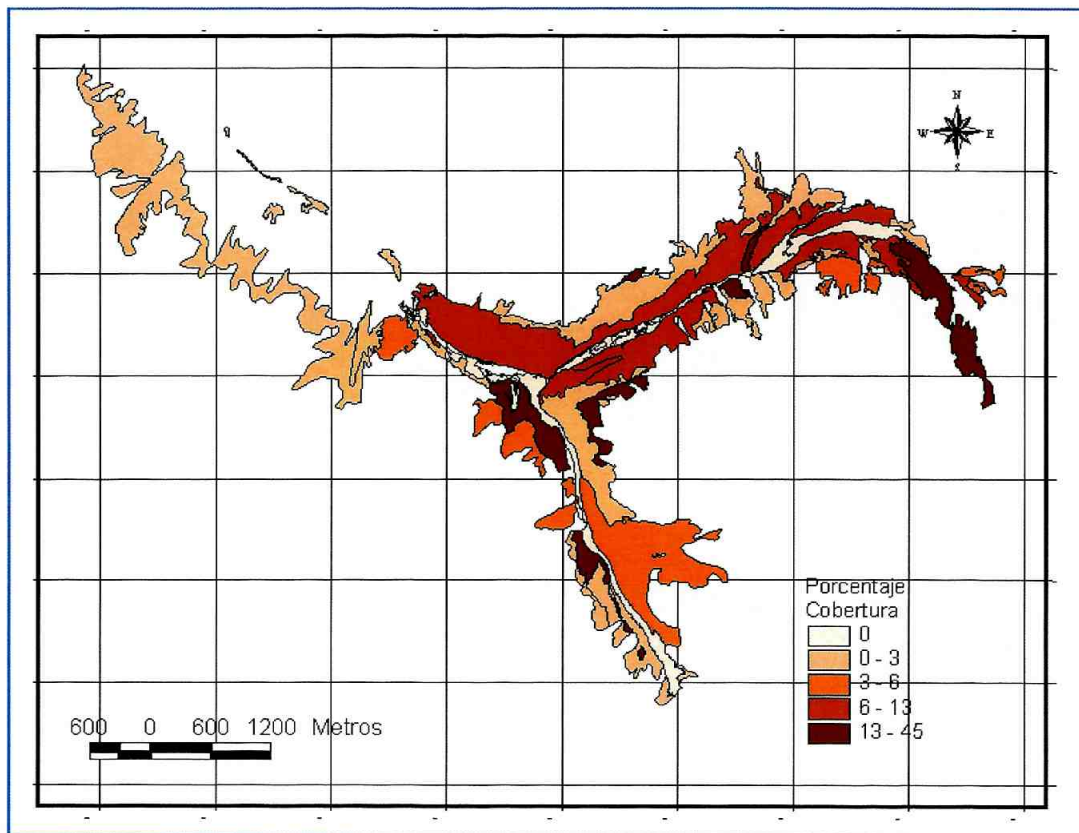 N
W E
S
Porcentaje
Cobertura
0
0 - 3
3 - 6
6 - 13
13 - 45
600 0 600 1200 Metros